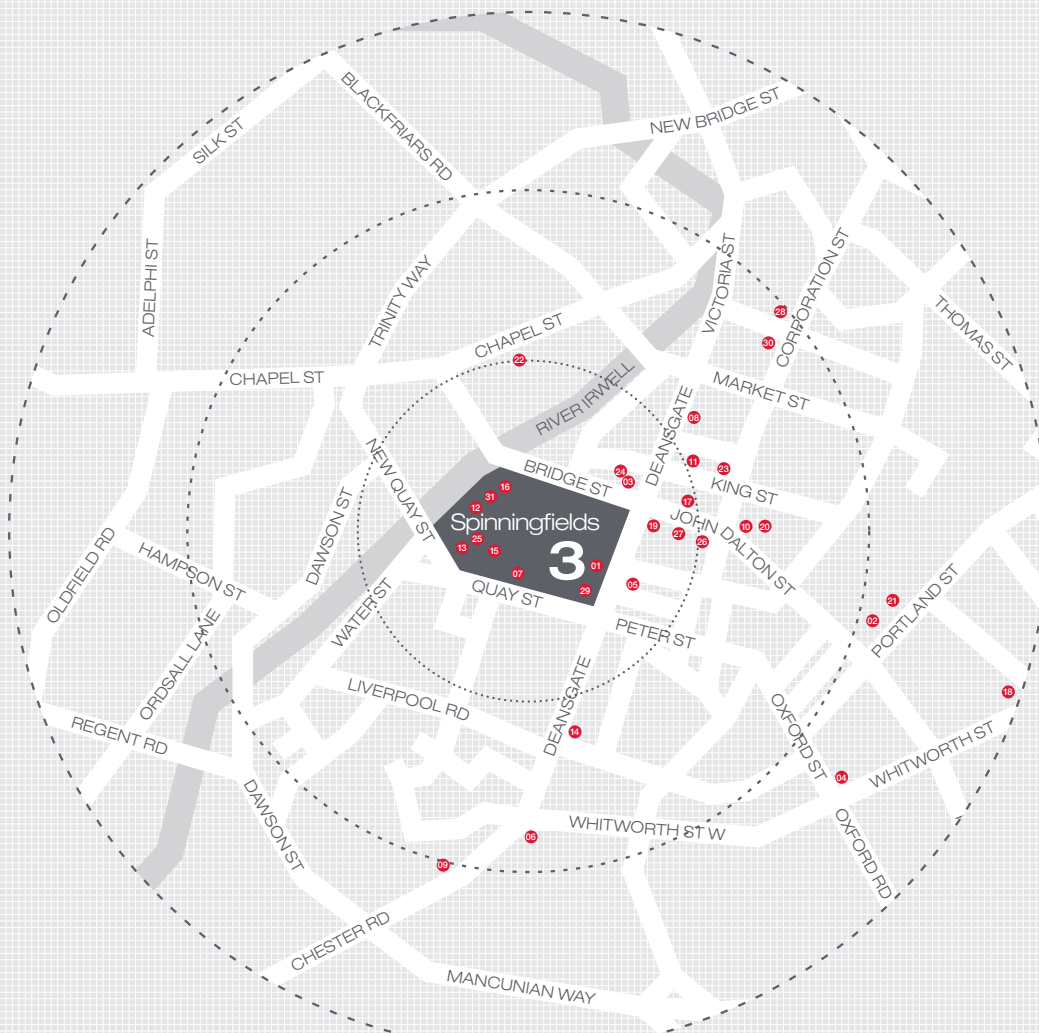 NEW BRIDGE ST
BLACKFRIARS RD
SILK ST
ADELPHI ST
TRINITY WAY
VICTORIA ST
CORPORATION ST
THOMAS ST
28
30
CHAPEL ST
22
CHAPEL ST
RIVER IRWELL
MARKET ST
DEANSGATE
08
11
23
KING ST
24
03
BRIDGE ST
NEW QUAY ST
DAWSON ST
16
31
12
17
Spinningfields
3
25
13
15
07
01
29
19
27
26
JOHN DALTON ST
10
20
05
QUAY ST
PETER ST
OLDFIELD RD
HAMPSON ST
WATER ST
ORDSALL LANE
REGENT RD
LIVERPOOL RD
DEANSGATE
14
21
02
PORTLAND ST
18
OXFORD ST
WHITWORTH ST
04
DAWSON ST
WHITWORTH ST W
06
09
OXFORD RD
CHESTER RD
MANCUNIAN WAY